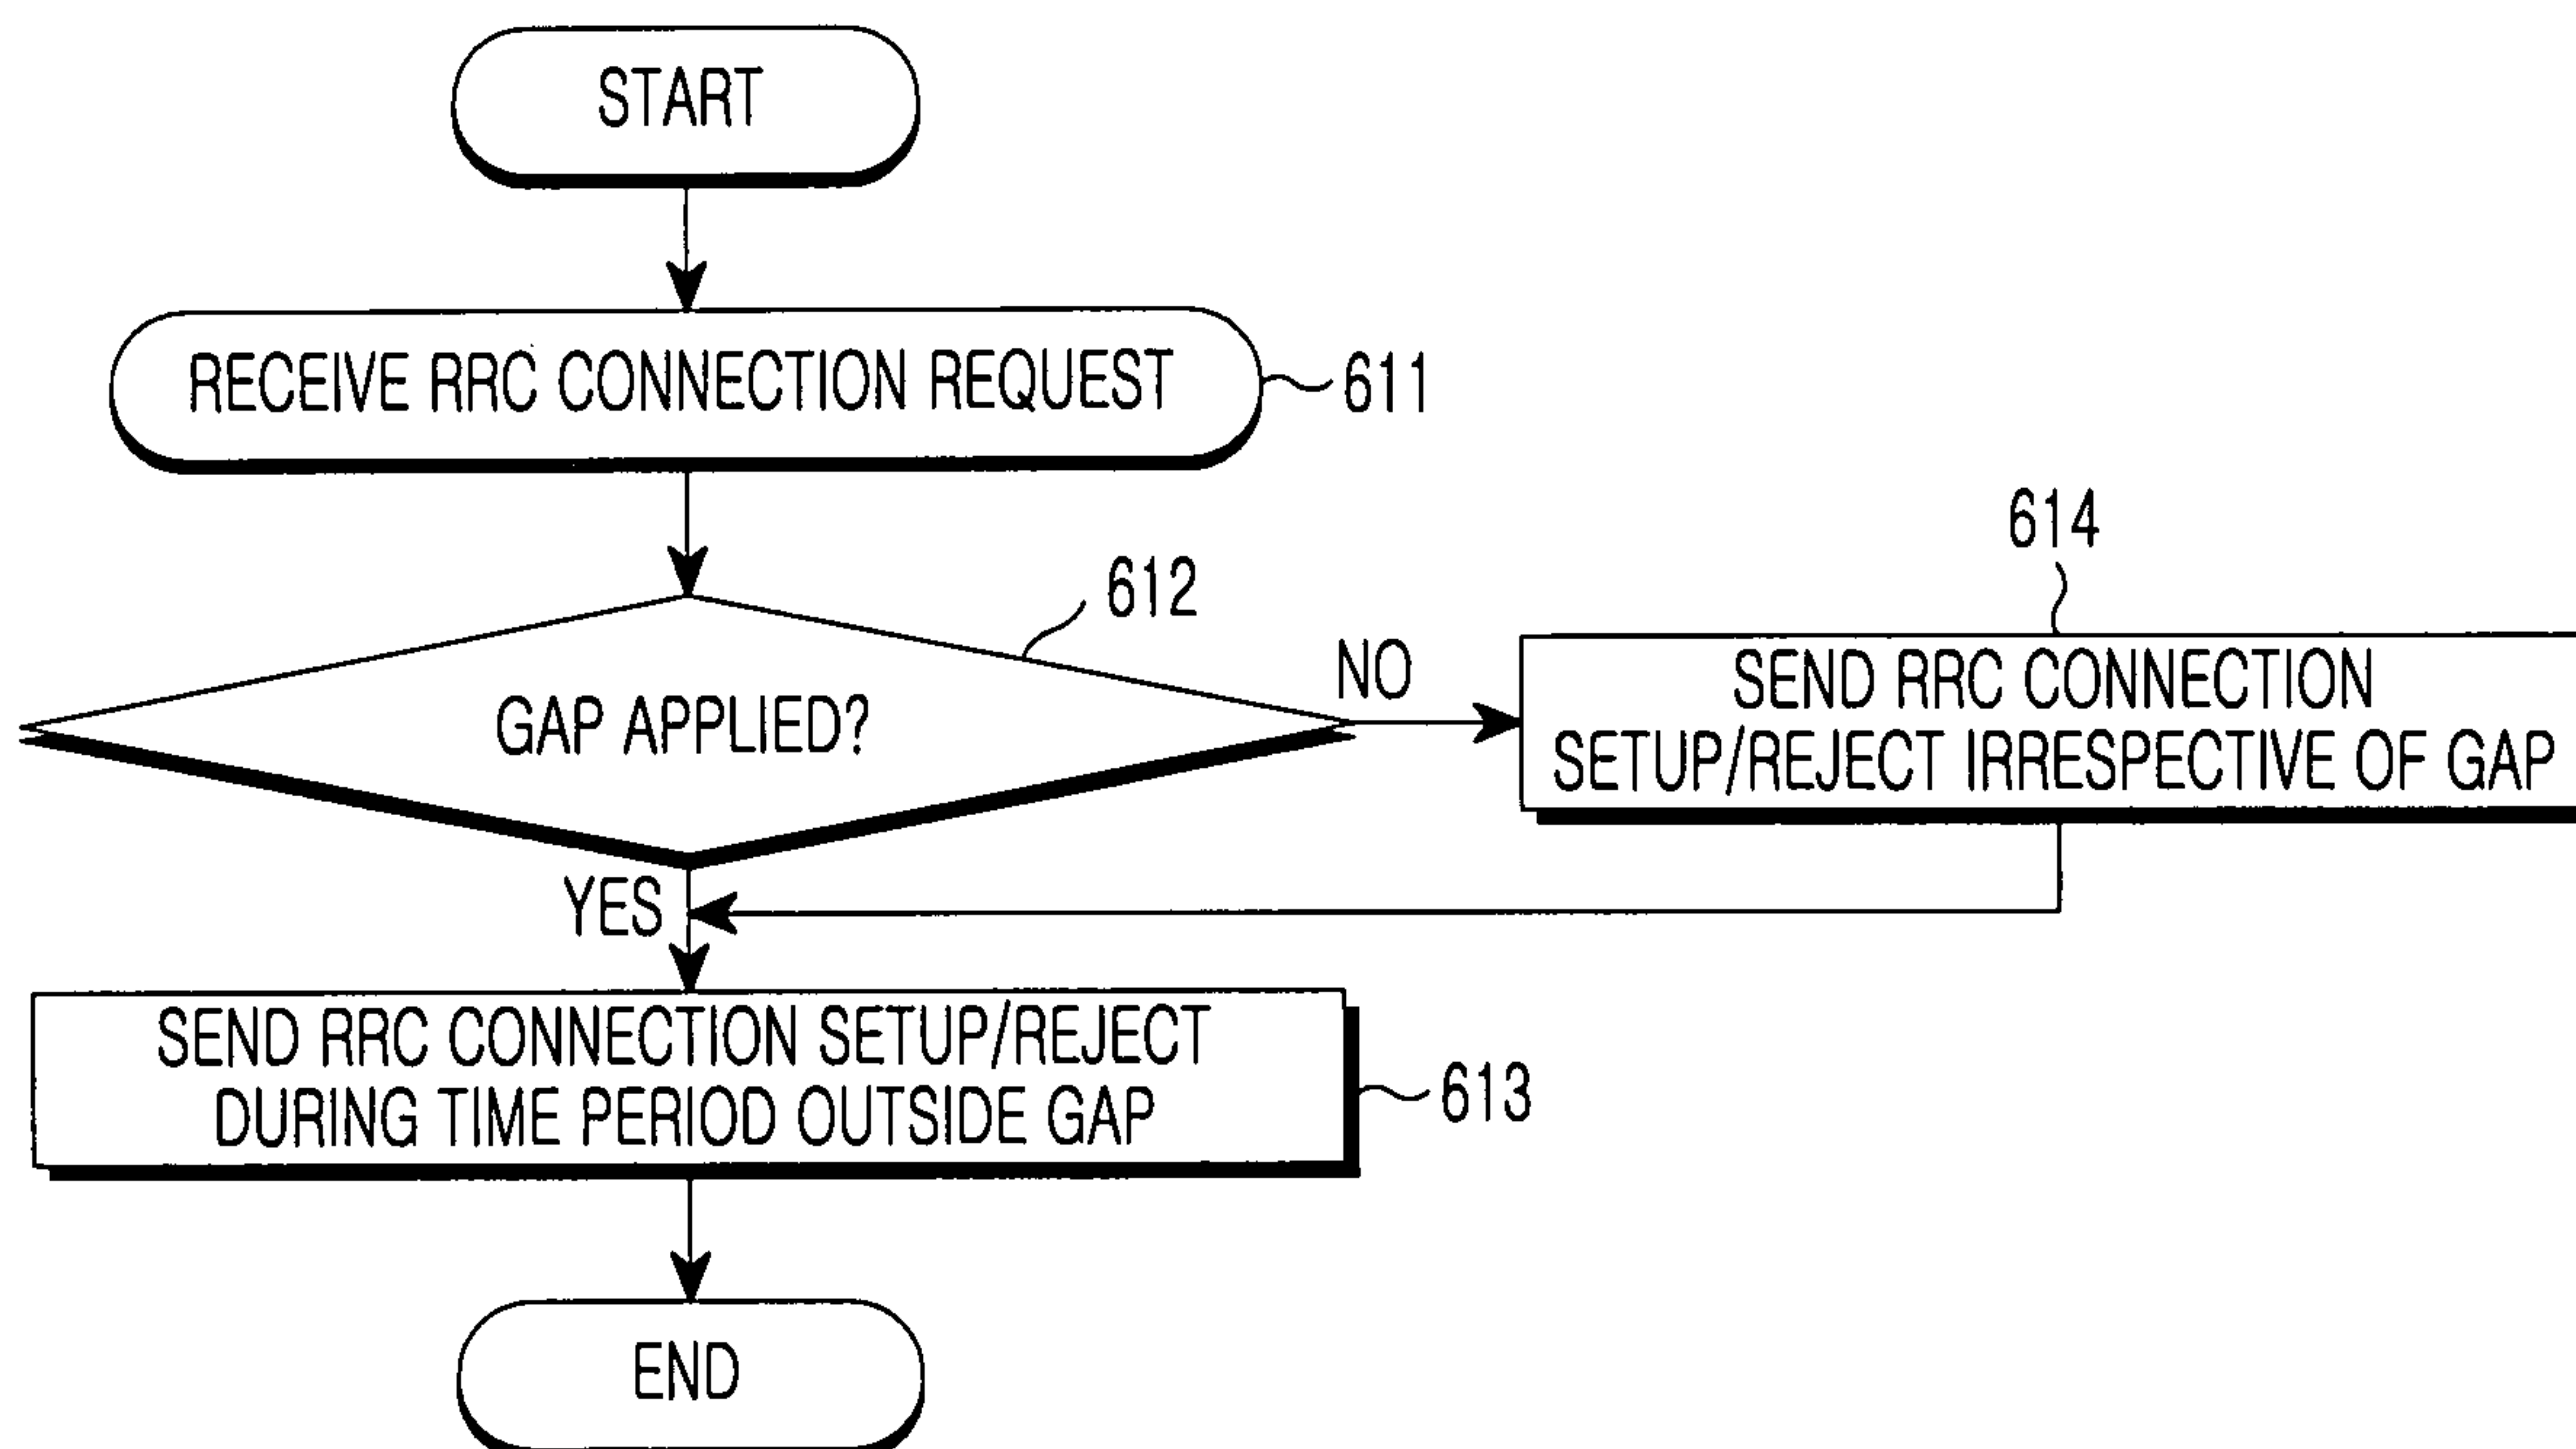 START
RECEIVE RRC CONNECTION REQUEST
611
612
GAP APPLIED?
NO
614
SEND RRC CONNECTION
SETUP/REJECT IRRESPECTIVE OF GAP
YES
SEND RRC CONNECTION SETUP/REJECT
DURING TIME PERIOD OUTSIDE GAP
613
END